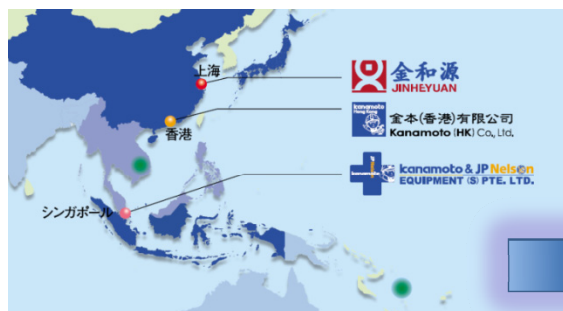 上海
金和源
JINHEYUAN
香港
金本(香港)有限公司
Kanamoto (HK) Co., Ltd.
kanamoto & JP Nelson
EQUIPMENT (S) PTE. LTD.
シンガポール